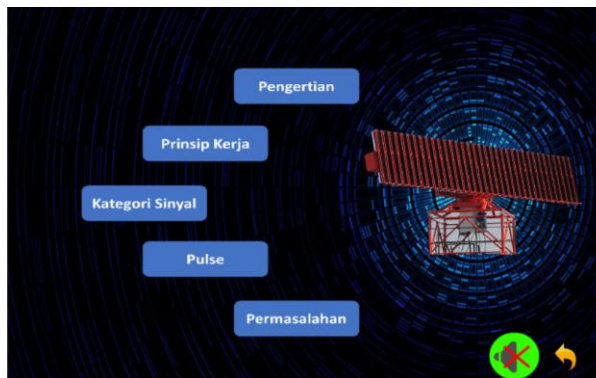 Pengertian
Prinsip Kerja
Kategori Sinyal
Pulse
Permasalahan